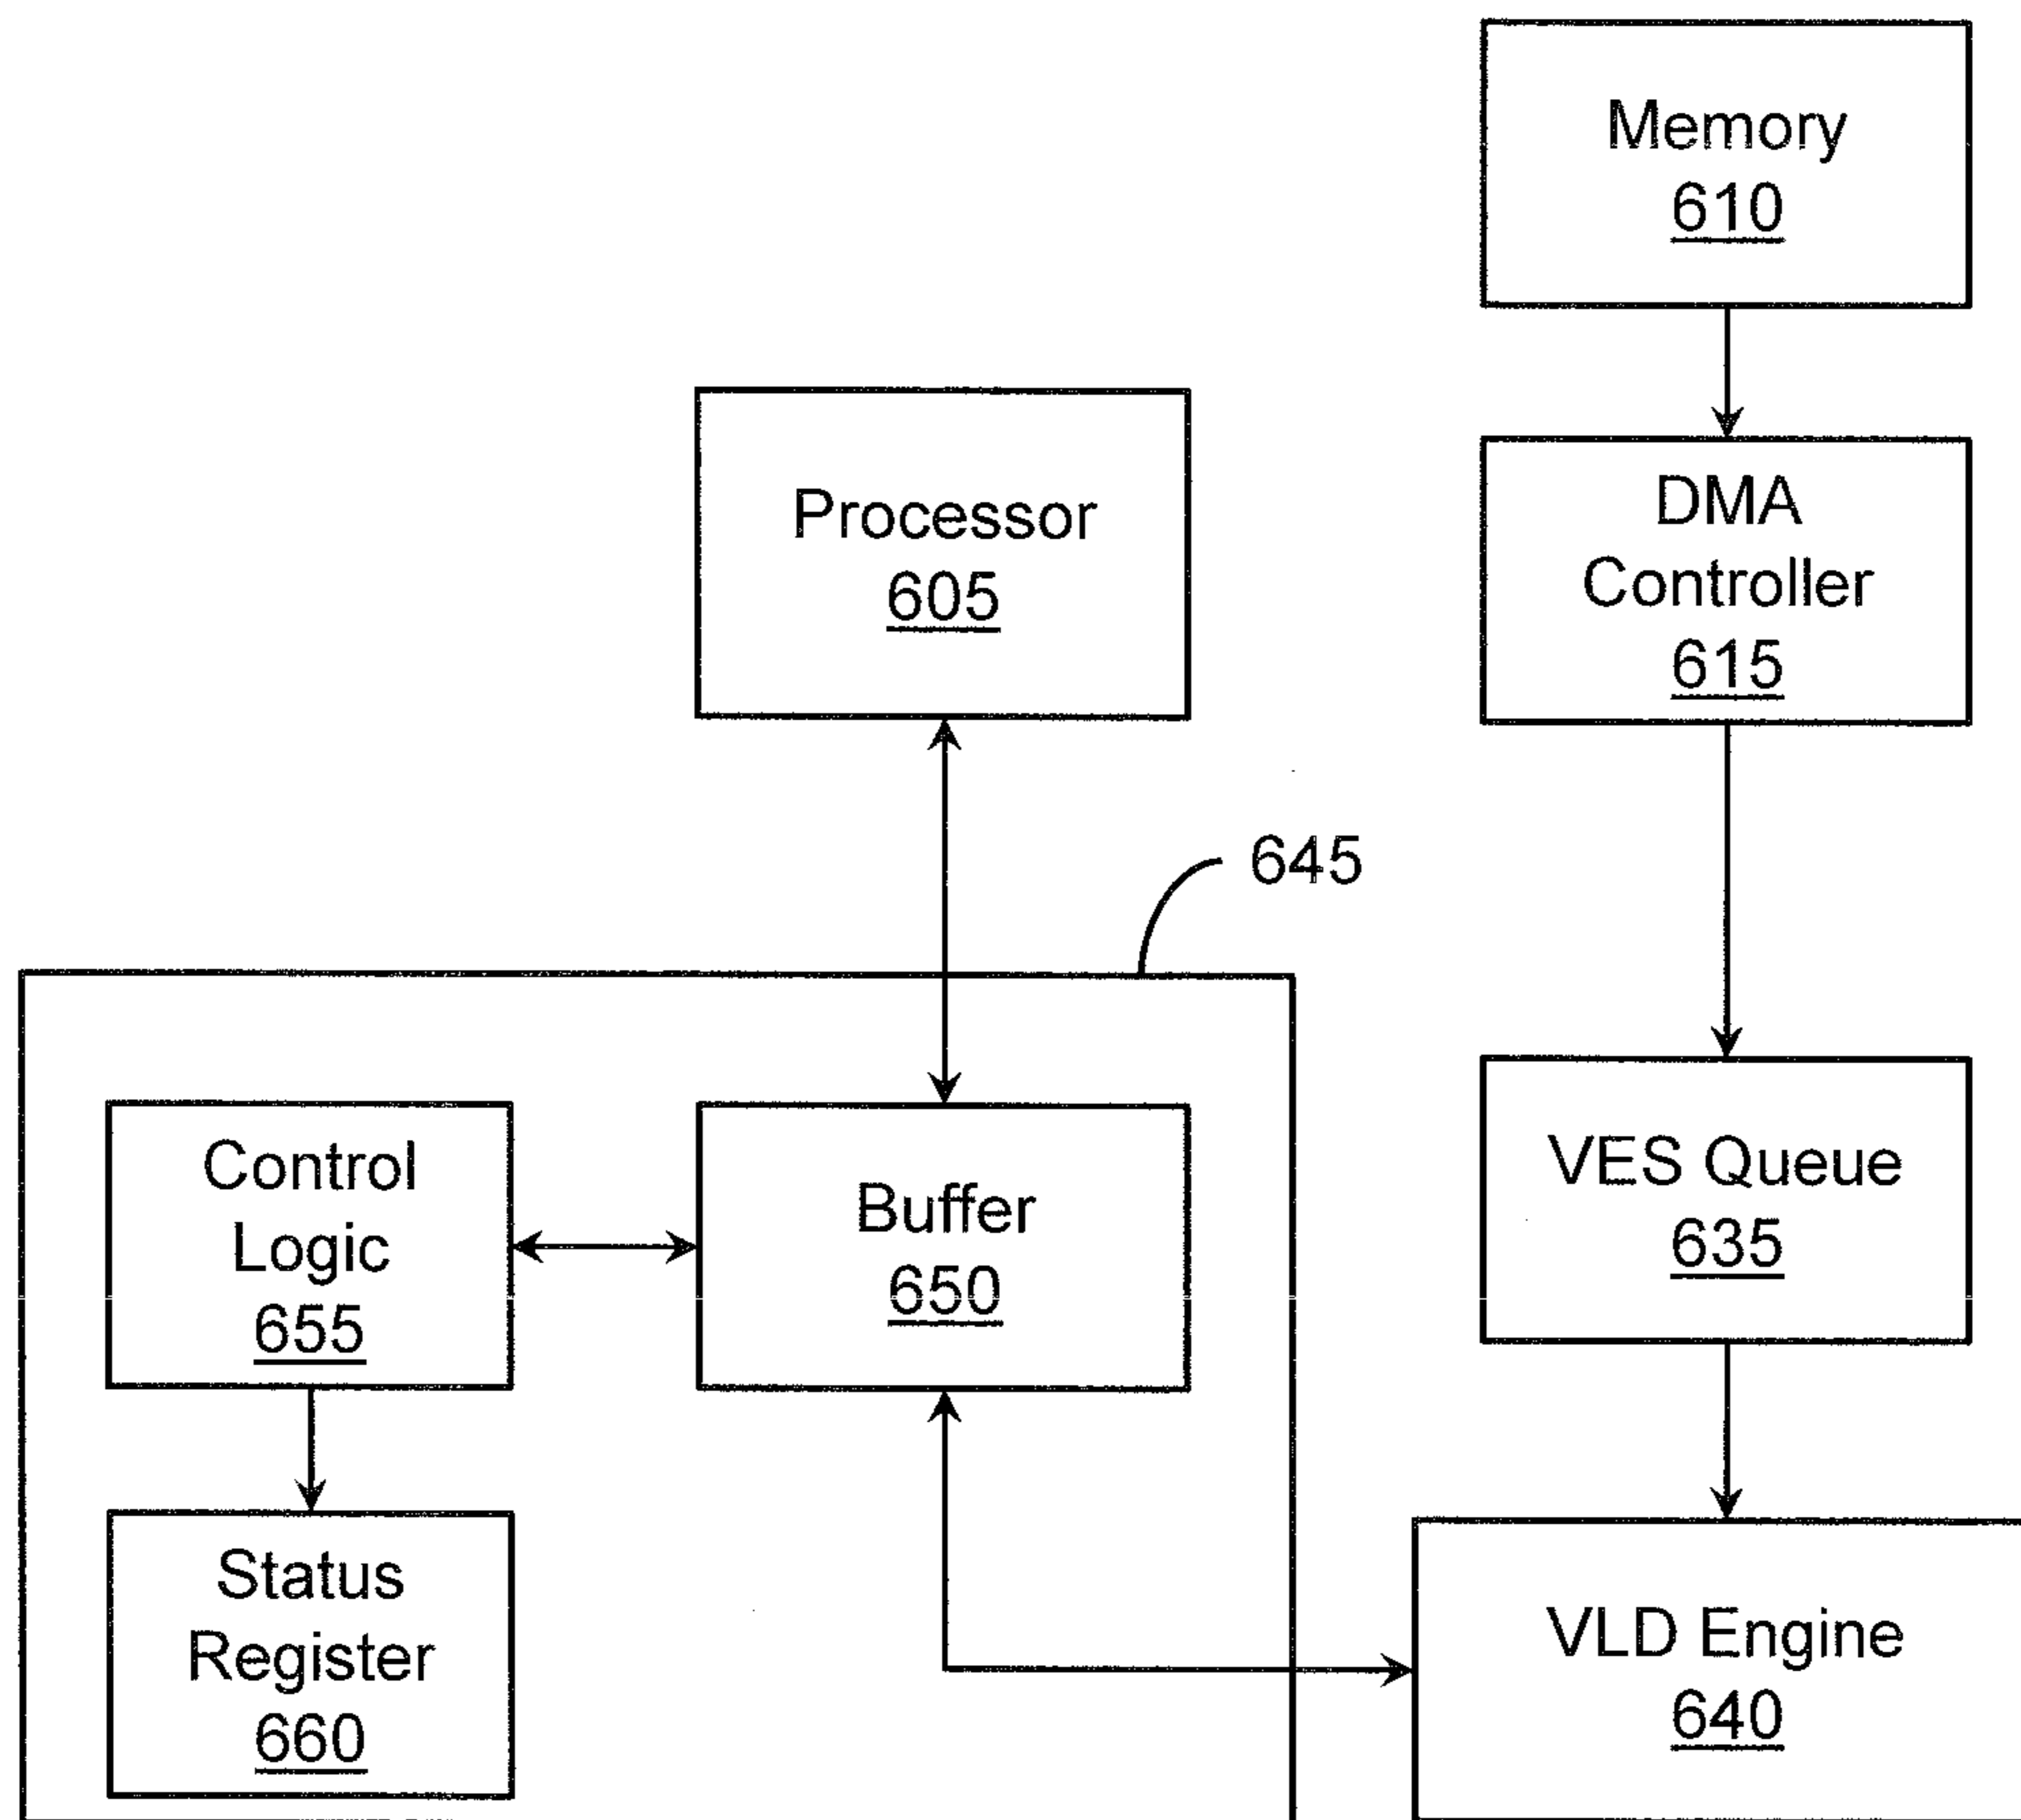 Memory
610
Processor
605
DMA
Controller
615
645
Control
Logic
655
Buffer
650
VES Queue
635
Status
Register
660
VLD Engine
640